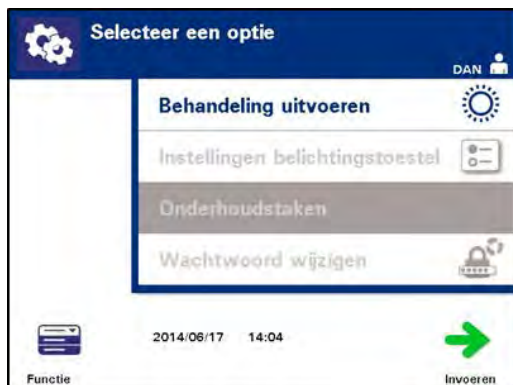 Selecteer een optie
DAN
Behandeling uitvoeren
Instellingen belichtingstoestel
Onderhoudstaken
Wachtwoord wijzigen
2014/06/17 14:04
Functie
Invoeren